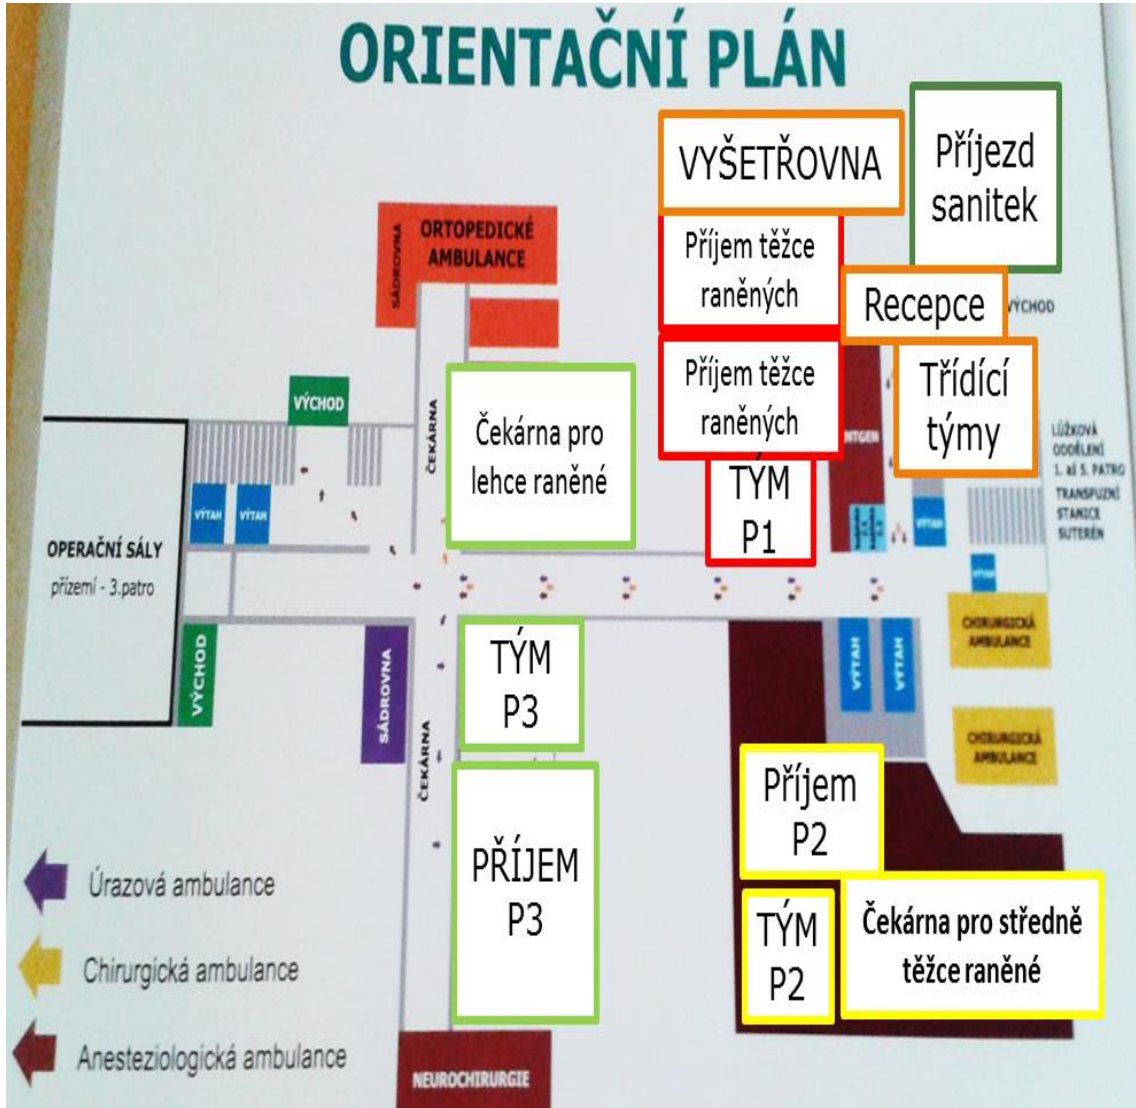 ORIENTAČNÍ PLÁN
VYŠETŘOVNA
Příjezd
sanitek
Příjem těžce
raněných
Recepce
VÝCHOD
Příjem těžce
raněných
Třídící
týmy
TÝM
P1
SÁDROVNA
ORTOPEDICKÉ
AMBULANCE
VÝCHOD
ČEKÁRNA
Čekárna pro
lehce raněné
VÝTAH
VÝTAH
OPERAČNÍ SÁLY
přízemí - 3.patro
LŮŽKOVÁ
ODDĚLENÍ
1. až 5. PATRO
TRANSFUZNÍ
STANICE
SUTERÉN
VÝTAH
VÝTAH
VÝCHOD
SÁDROVNA
ČEKÁRNA
TÝM
P3
PŘÍJEM
P3
VÝTAH
VÝTAH
CHIRURGICKÁ
AMBULANCE
CHIRURGICKÁ
AMBULANCE
Příjem
P2
TÝM
P2
Čekárna pro středně
těžce raněné
Úrazová ambulance
Chirurgická ambulance
Anesteziologická ambulance
NEUROCHIRURGIE